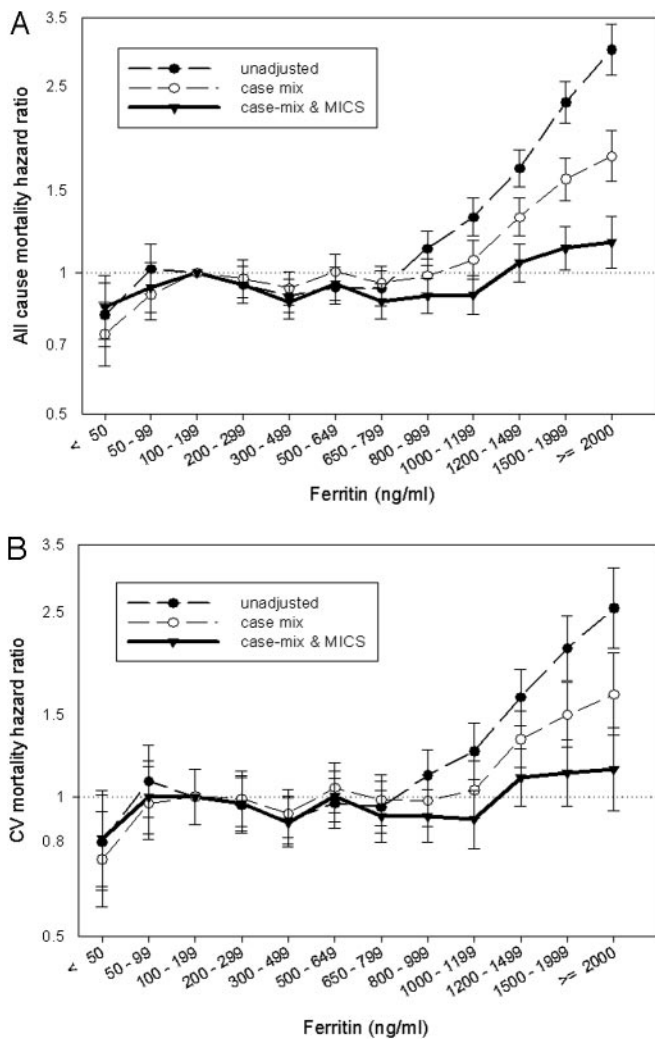 A
All cause mortality hazard ratio
3.5
2.5
1.5
1
0.7
0.5
unadjusted
case mix
case-mix & MICS
< 50
50 - 99
100 - 199
200 - 299
300 - 499
500 - 649
650 - 799
800 - 999
1000 - 1199
1200 - 1499
1500 - 1999
>= 2000
Ferritin (ng/ml)
B
CV mortality hazard ratio
3.5
2.5
1.5
1
0.8
0.5
unadjusted
case mix
case-mix & MICS
< 50
50 - 99
100 - 199
200 - 299
300 - 499
500 - 649
650 - 799
800 - 999
1000 - 1199
1200 - 1499
1500 - 1999
>= 2000
Ferritin (ng/ml)